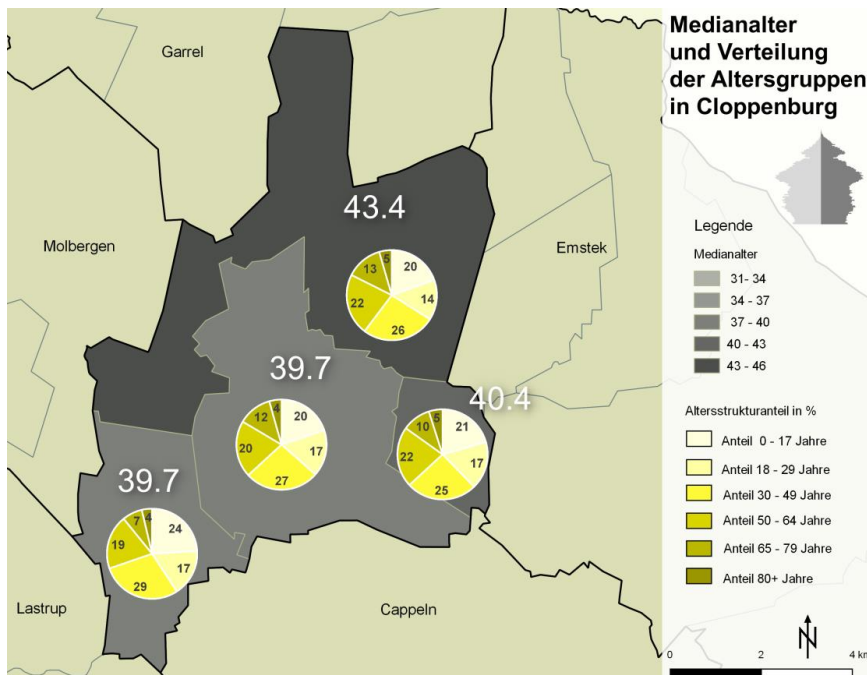 Medianalter
und Verteilung
der Altersgruppen
in Cloppenburg
Garrel
Molbergen
Emstek
Lastrup
Cappeln
43.4
5
20
13
14
22
26
39.7
4
20
12
17
20
27
40.4
5
21
10
17
22
25
39.7
4
24
7
17
19
29
Legende
Medianalter
31- 34
34 - 37
37 - 40
40 - 43
43 - 46
Altersstrukturanteil in %
Anteil 0 - 17 Jahre
Anteil 18 - 29 Jahre
Anteil 30 - 49 Jahre
Anteil 50 - 64 Jahre
Anteil 65 - 79 Jahre
Anteil 80+ Jahre
N
0 2 4 km